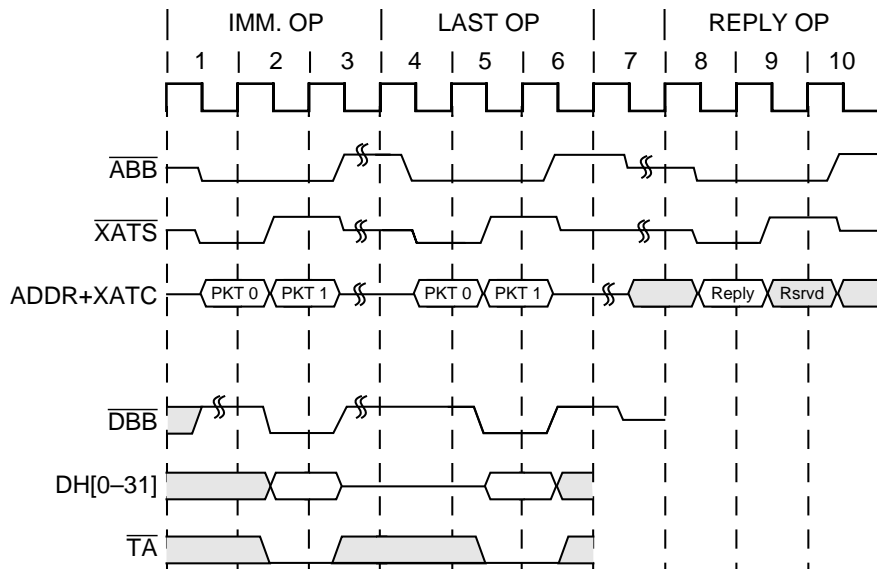 IMM. OP LAST OP REPLY OP
1 2 3 4 5 6 7 8 9 10
ABB
XATS
ADDR+XATC PKT 0 PKT 1 PKT 0 PKT 1 Reply Rsrvd
DBB
DH[0–31]
TA